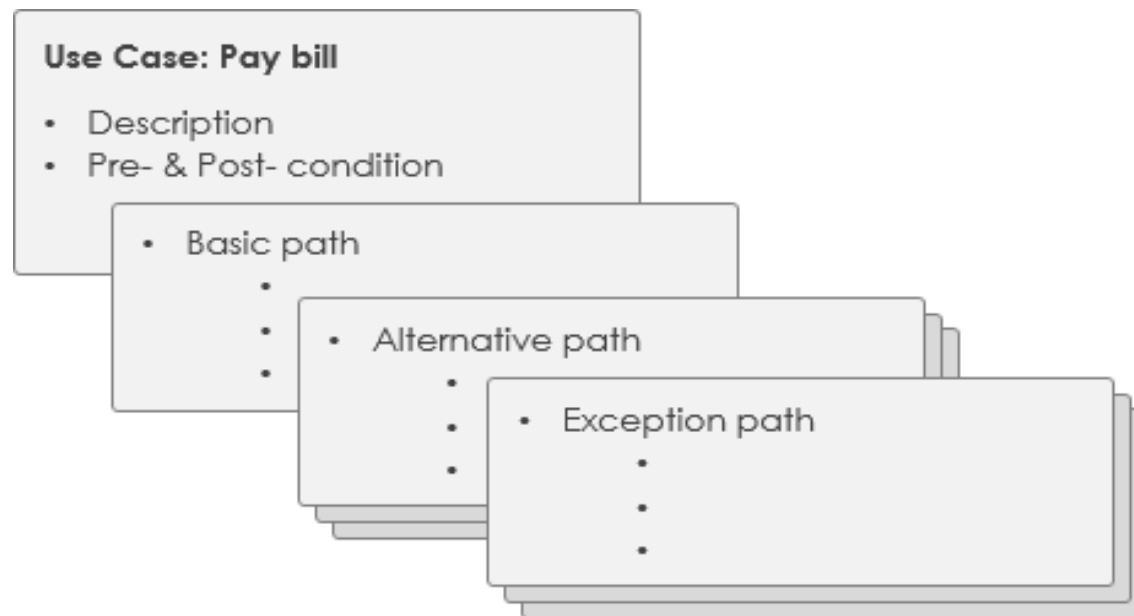 Use Case: Pay bill
• Description
• Pre- & Post- condition
• Basic path
•
•
•
• Alternative path
•
•
•
• Exception path
•
•
•